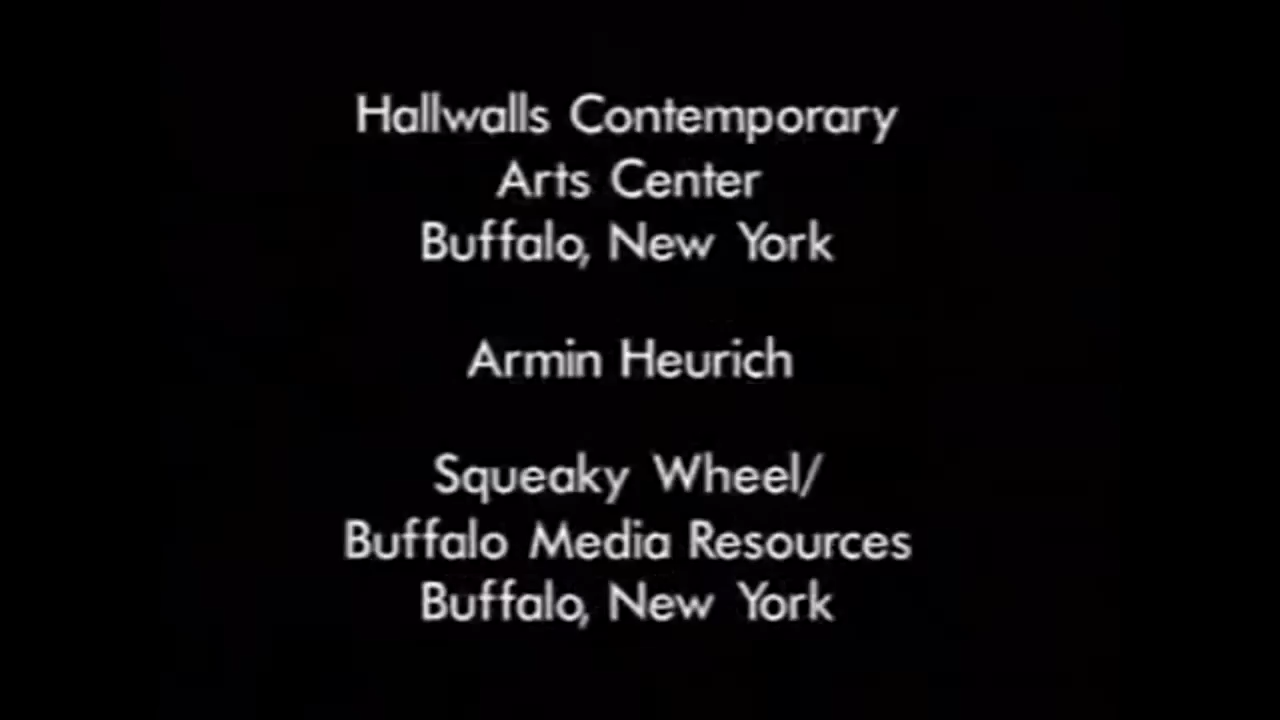 Hallwalls Contemporary
Arts Center
Buffalo, New York
Armin Heurich
Squeaky Wheel/
Buffalo Media Resources
Buffalo, New York